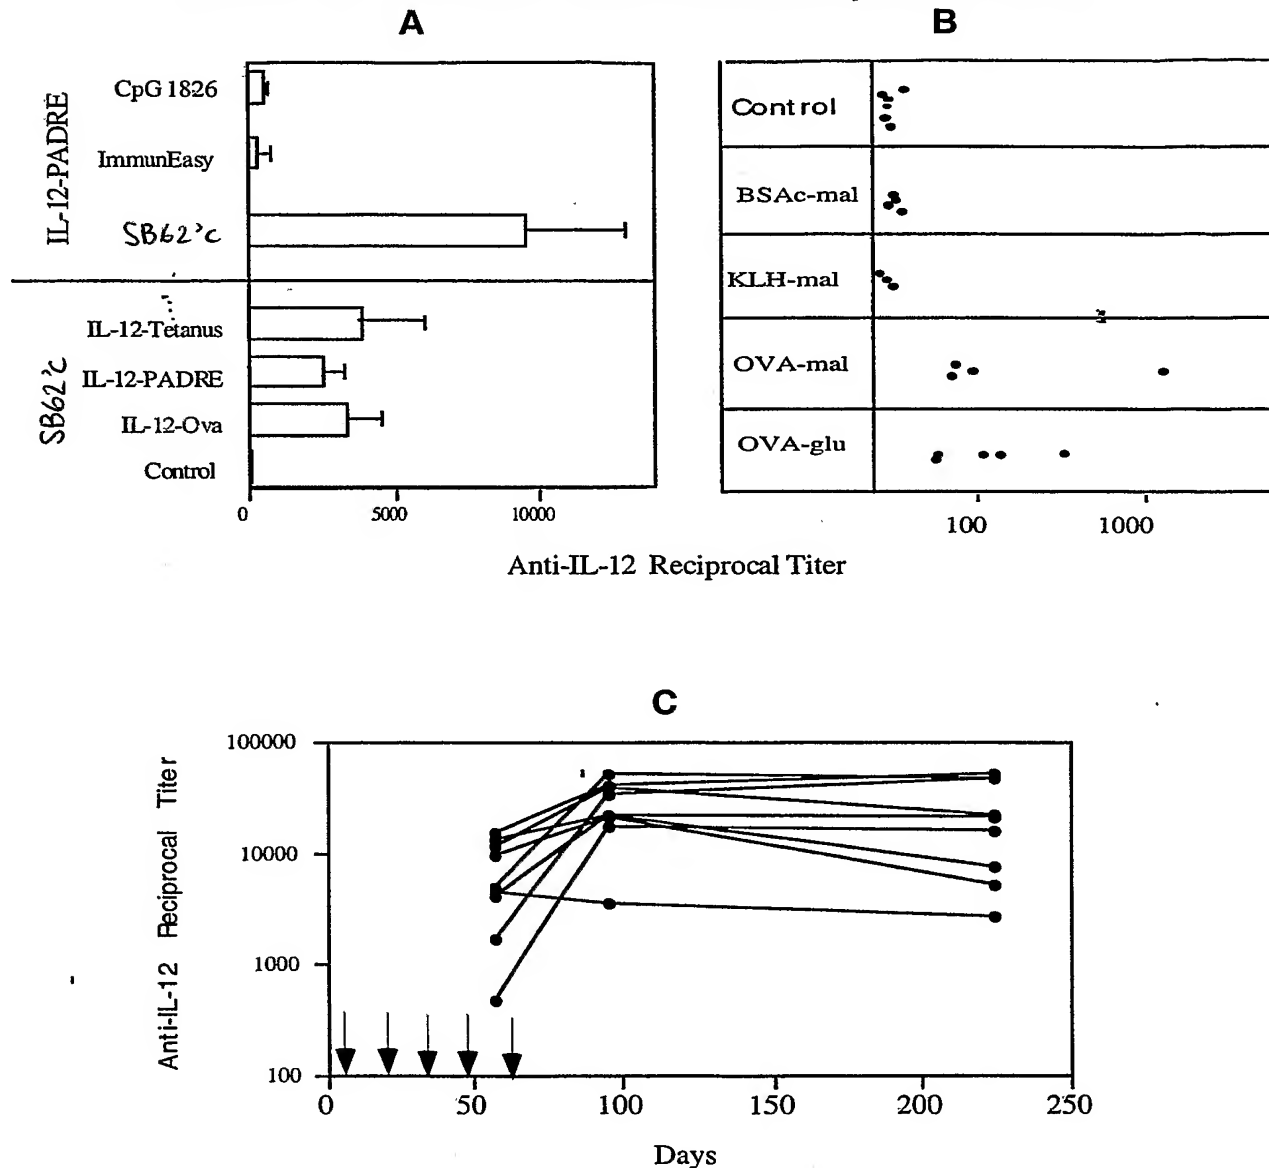 A
B
IL-12-PADRE
CpG 1826
ImmunEasy
SB62'c
SB62'c
IL-12-Tetanus
IL-12-PADRE
IL-12-Ova
Control
0 5000 10000
Control
BSAc-mal
KLH-mal
OVA-mal
OVA-glu
100 1000
Anti-IL-12 Reciprocal Titer
C
Anti-IL-12 Reciprocal Titer
100000
10000
1000
100
0 50 100 150 200 250
Days